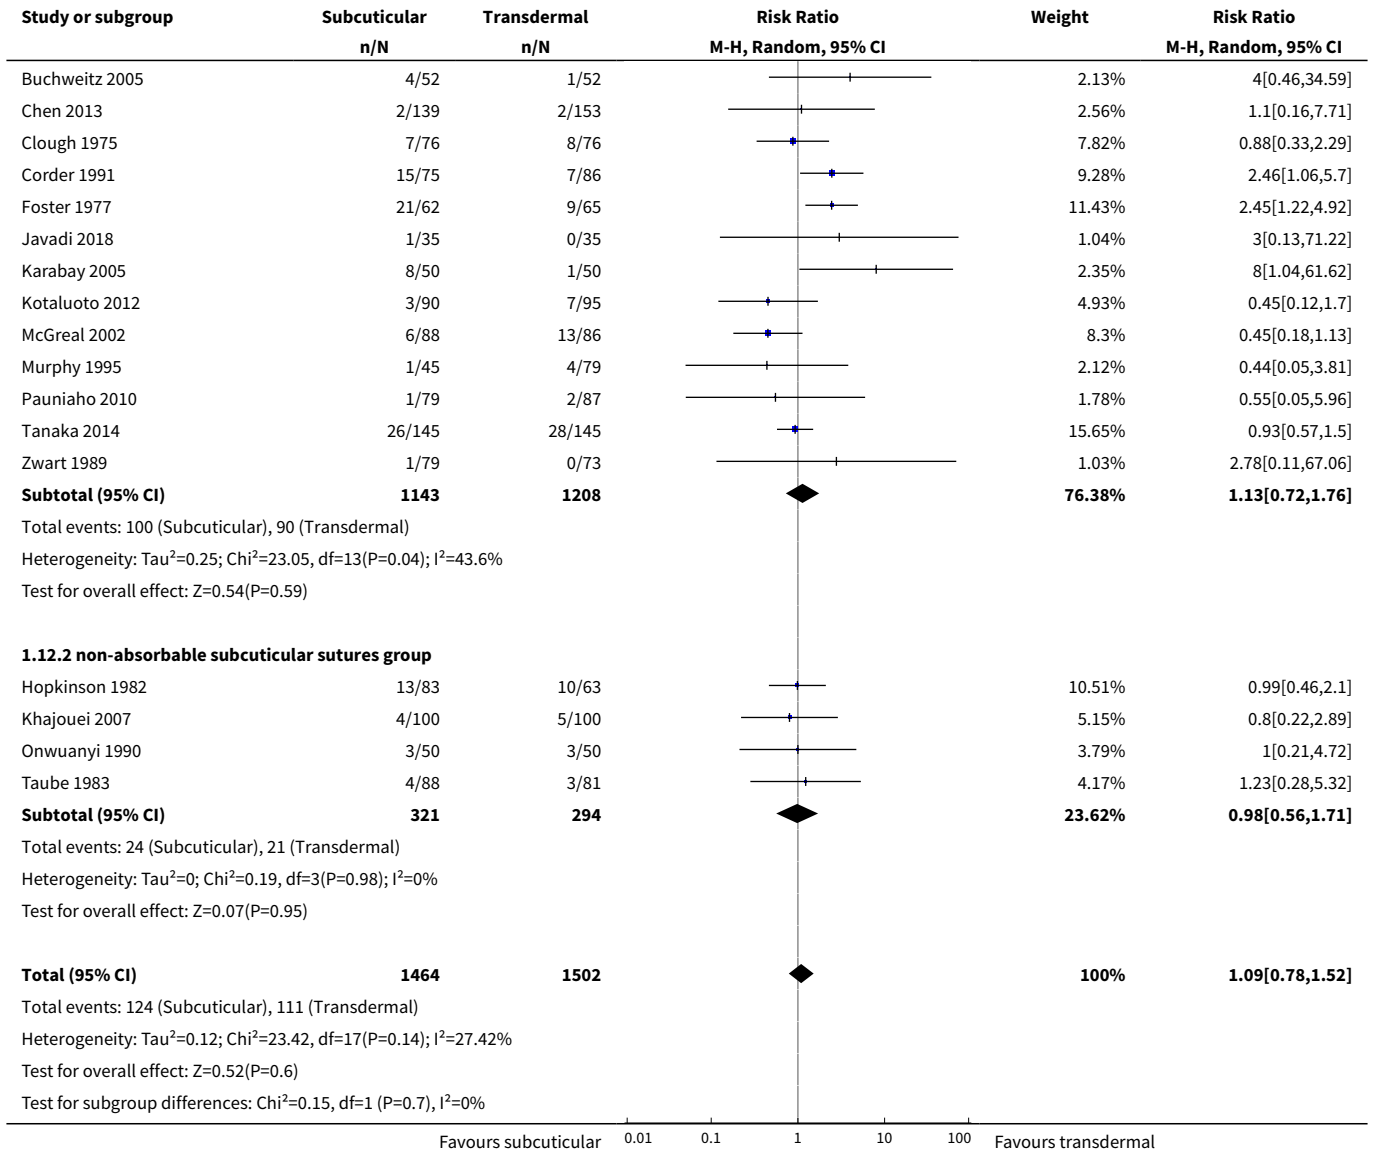 Study or subgroup Subcuticular Transdermal Risk Ratio Weight Risk Ratio
n/N n/N M-H, Random, 95% CI M-H, Random, 95% CI
Buchweitz 2005 4/52 1/52 2.13% 4[0.46,34.59]
Chen 2013 2/139 2/153 2.56% 1.1[0.16,7.71]
Clough 1975 7/76 8/76 7.82% 0.88[0.33,2.29]
Corder 1991 15/75 7/86 9.28% 2.46[1.06,5.7]
Foster 1977 21/62 9/65 11.43% 2.45[1.22,4.92]
Javadi 2018 1/35 0/35 1.04% 3[0.13,71.22]
Karabay 2005 8/50 1/50 2.35% 8[1.04,61.62]
Kotaluoto 2012 3/90 7/95 4.93% 0.45[0.12,1.7]
McGreal 2002 6/88 13/86 8.3% 0.45[0.18,1.13]
Murphy 1995 1/45 4/79 2.12% 0.44[0.05,3.81]
Pauniaho 2010 1/79 2/87 1.78% 0.55[0.05,5.96]
Tanaka 2014 26/145 28/145 15.65% 0.93[0.57,1.5]
Zwart 1989 1/79 0/73 1.03% 2.78[0.11,67.06]
Subtotal (95% CI) 1143 1208 76.38% 1.13[0.72,1.76]
Total events: 100 (Subcuticular), 90 (Transdermal)
Heterogeneity: Tau²=0.25; Chi²=23.05, df=13(P=0.04); I²=43.6%
Test for overall effect: Z=0.54(P=0.59)
1.12.2 non-absorbable subcuticular sutures group
Hopkinson 1982 13/83 10/63 10.51% 0.99[0.46,2.1]
Khajouei 2007 4/100 5/100 5.15% 0.8[0.22,2.89]
Onwuanyi 1990 3/50 3/50 3.79% 1[0.21,4.72]
Taube 1983 4/88 3/81 4.17% 1.23[0.28,5.32]
Subtotal (95% CI) 321 294 23.62% 0.98[0.56,1.71]
Total events: 24 (Subcuticular), 21 (Transdermal)
Heterogeneity: Tau²=0; Chi²=0.19, df=3(P=0.98); I²=0%
Test for overall effect: Z=0.07(P=0.95)
Total (95% CI) 1464 1502 100% 1.09[0.78,1.52]
Total events: 124 (Subcuticular), 111 (Transdermal)
Heterogeneity: Tau²=0.12; Chi²=23.42, df=17(P=0.14); I²=27.42%
Test for overall effect: Z=0.52(P=0.6)
Test for subgroup differences: Chi²=0.15, df=1 (P=0.7), I²=0%
Favours subcuticular 0.01 0.1 1 10 100 Favours transdermal